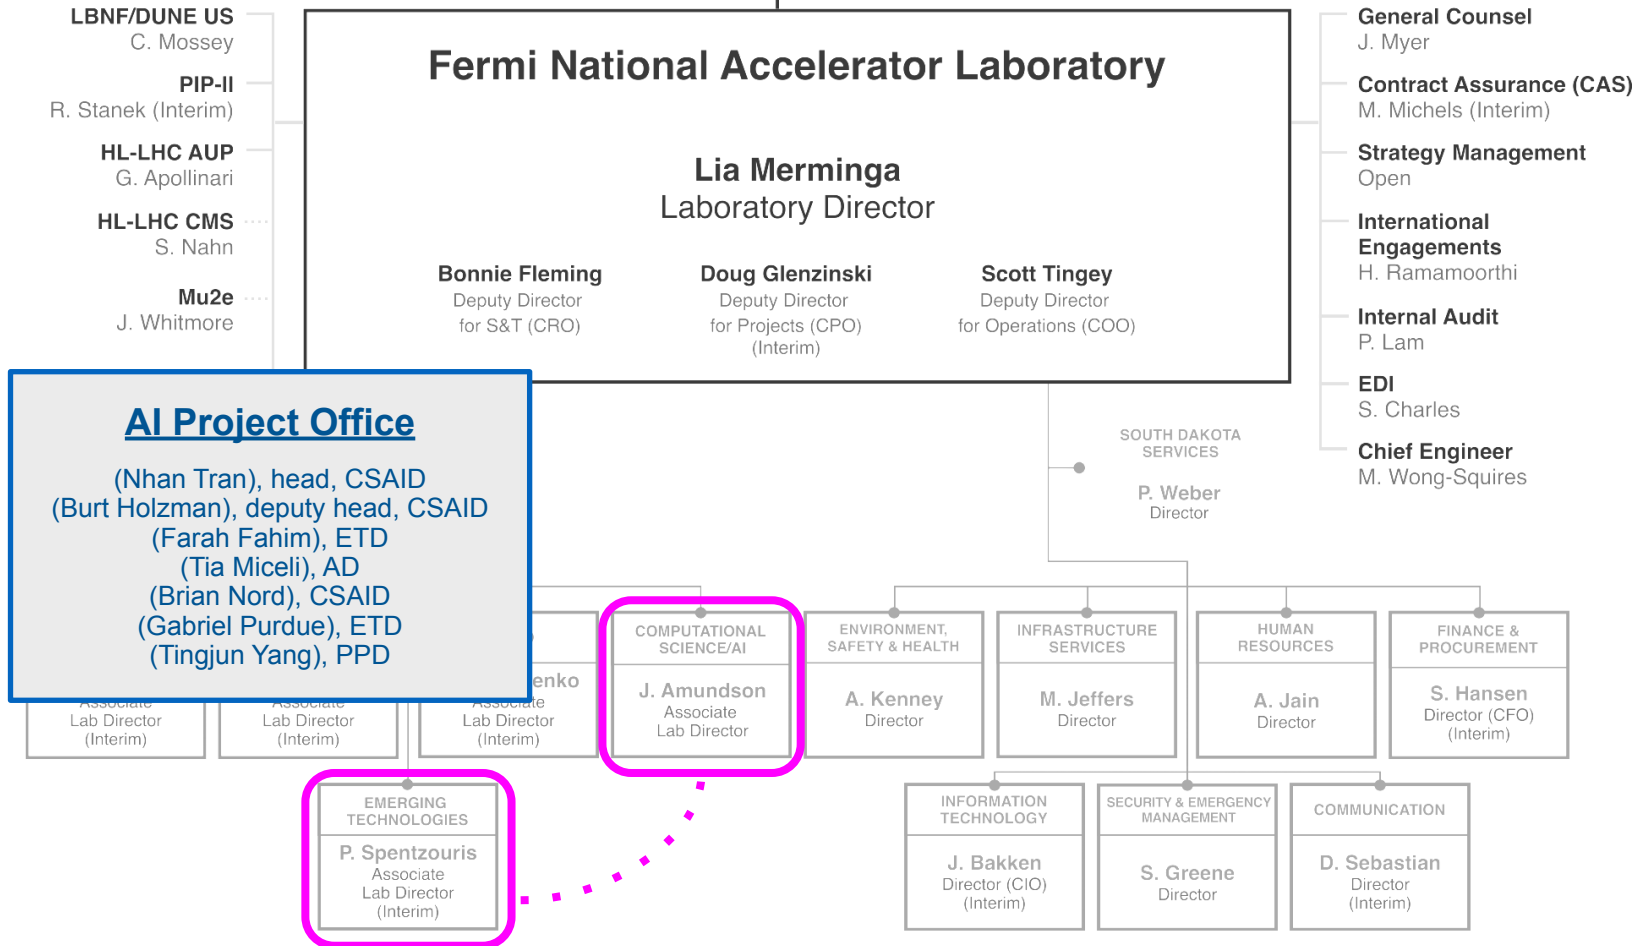 LBNF/DUNE US
C. Mossey
PIP-II
R. Stanek (Interim)
HL-LHC AUP
G. Apollinari
HL-LHC CMS
S. Nahn
Mu2e
J. Whitmore
Fermi National Accelerator Laboratory
Lia Merminga
Laboratory Director
Bonnie Fleming
Deputy Director
for S&T (CRO)
Doug Glenzinski
Deputy Director
for Projects (CPO)
(Interim)
Scott Tingey
Deputy Director
for Operations (COO)
General Counsel
J. Myer
Contract Assurance (CAS)
M. Michels (Interim)
Strategy Management
Open
International
Engagements
H. Ramamoorthi
Internal Audit
P. Lam
EDI
S. Charles
Chief Engineer
M. Wong-Squires
AI Project Office
(Nhan Tran), head, CSAID
(Burt Holzman), deputy head, CSAID
(Farah Fahim), ETD
(Tia Miceli), AD
(Brian Nord), CSAID
(Gabriel Purdue), ETD
(Tingjun Yang), PPD
SOUTH DAKOTA
SERVICES
P. Weber
Director
Associate
Lab Director
(Interim)
Associate
Lab Director
(Interim)
enko
Associate
Lab Director
(Interim)
COMPUTATIONAL
SCIENCE/AI
J. Amundson
Associate
Lab Director
ENVIRONMENT,
SAFETY & HEALTH
A. Kenney
Director
INFRASTRUCTURE
SERVICES
M. Jeffers
Director
HUMAN
RESOURCES
A. Jain
Director
FINANCE &
PROCUREMENT
S. Hansen
Director (CFO)
(Interim)
EMERGING
TECHNOLOGIES
P. Spentzouris
Associate
Lab Director
(Interim)
INFORMATION
TECHNOLOGY
J. Bakken
Director (CIO)
(Interim)
SECURITY & EMERGENCY
MANAGEMENT
S. Greene
Director
COMMUNICATION
D. Sebastian
Director
(Interim)